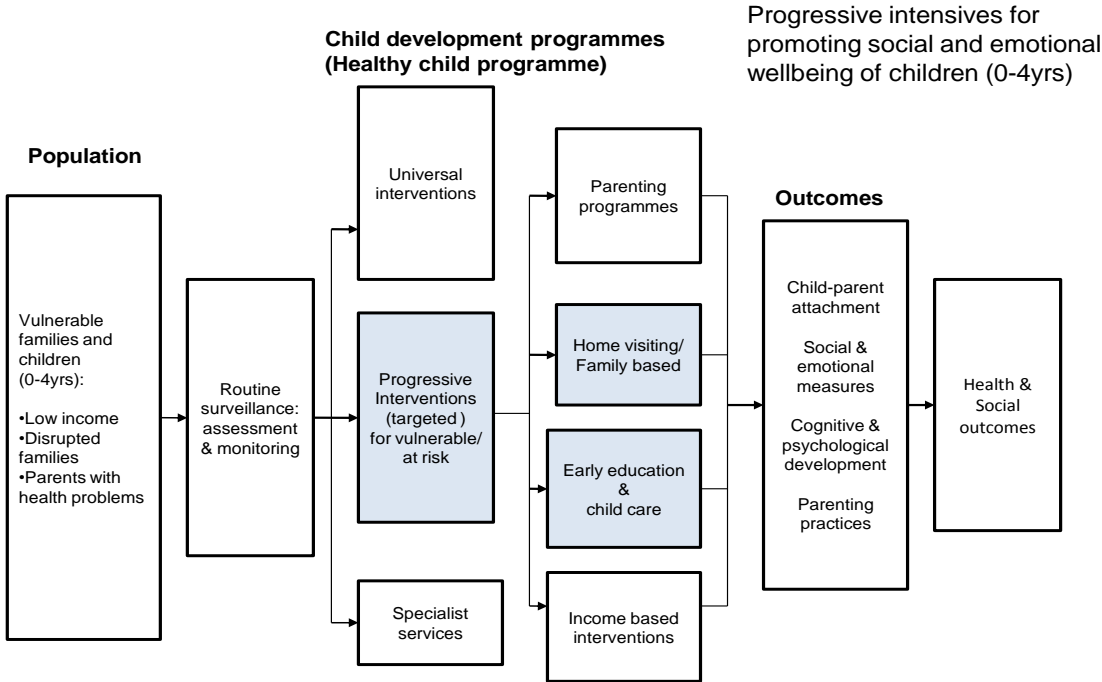 Progressive intensives for
promoting social and emotional
wellbeing of children (0-4yrs)
Child development programmes
(Healthy child programme)
Population
Vulnerable
families and
children
(0-4yrs):
•Low income
•Disrupted
families
•Parents with
health problems
Routine
surveillance:
assessment
& monitoring
Universal
interventions
Progressive
Interventions
(targeted )
for vulnerable/
at risk
Specialist
services
Parenting
programmes
Home visiting/
Family based
Early education
&
child care
Income based
interventions
Outcomes
Child-parent
attachment
Social &
emotional
measures
Cognitive &
psychological
development
Parenting
practices
Health &
Social
outcomes